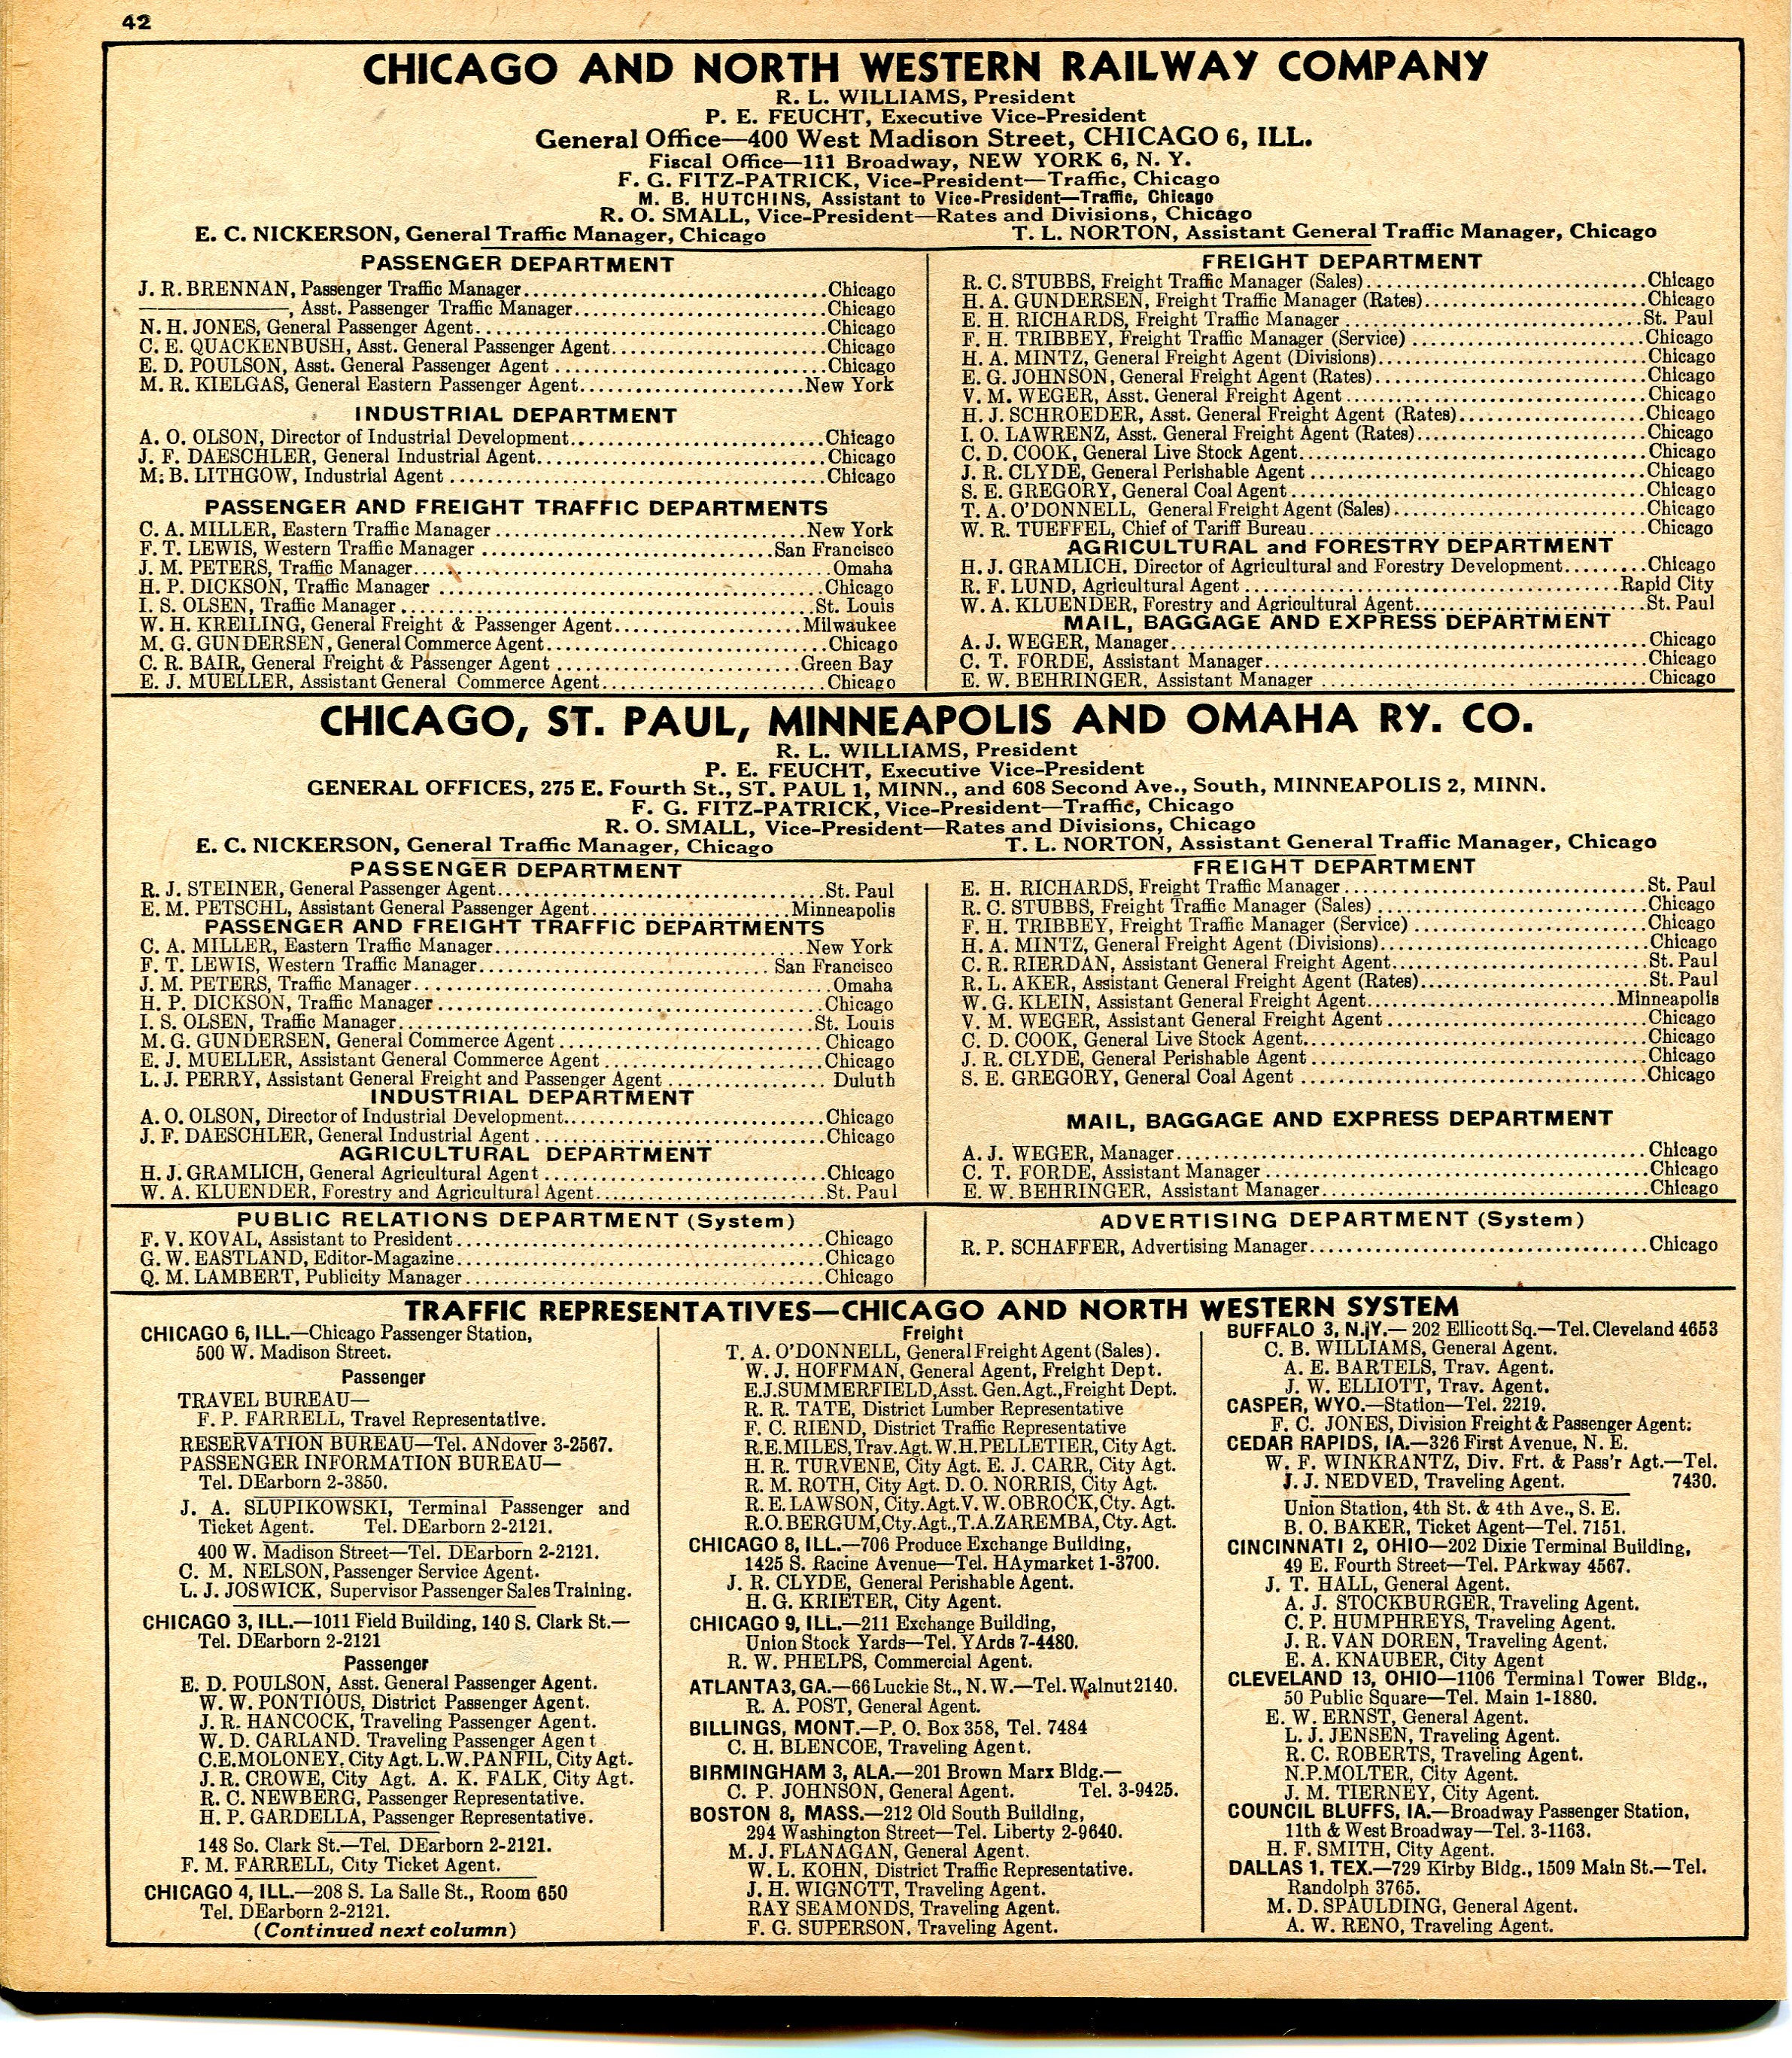 42
CHICAGO AND NORTH WESTERN RAILWAY COMPANY
R. L. WILLIAMS, President
P. E. FEUCHT, Executive Vice-President
General Office—400 West Madison Street, CHICAGO 6, ILL.
Fiscal Office—111 Broadway, NEW YORK 6, N. Y.
F. G. FITZ-PATRICK, Vice-President—Traffic, Chicago
M. B. HUTCHINS, Assistant to Vice-President—Traffic, Chicago
R. O. SMALL, Vice-President—Rates and Divisions, Chicago
E. C. NICKERSON, General Traffic Manager, Chicago
T. L. NORTON, Assistant General Traffic Manager, Chicago
PASSENGER DEPARTMENT
J. R. BRENNAN, Passenger Traffic Manager....Chicago
————, Asst. Passenger Traffic Manager....Chicago
N. H. JONES, General Passenger Agent....Chicago
C. E. QUACKENBUSH, Asst. General Passenger Agent....Chicago
E. D. POULSON, Asst. General Passenger Agent....Chicago
M. R. KIELGAS, General Eastern Passenger Agent....New York
INDUSTRIAL DEPARTMENT
A. O. OLSON, Director of Industrial Development....Chicago
J. F. DAESCHLER, General Industrial Agent....Chicago
M. B. LITHGOW, Industrial Agent....Chicago
PASSENGER AND FREIGHT TRAFFIC DEPARTMENTS
C. A. MILLER, Eastern Traffic Manager....New York
F. T. LEWIS, Western Traffic Manager....San Francisco
J. M. PETERS, Traffic Manager....Omaha
H. P. DICKSON, Traffic Manager....Chicago
I. S. OLSEN, Traffic Manager....St. Louis
W. H. KREILING, General Freight & Passenger Agent....Milwaukee
M. G. GUNDERSEN, General Commerce Agent....Chicago
C. R. BAIR, General Freight & Passenger Agent....Green Bay
E. J. MUELLER, Assistant General Commerce Agent....Chicago
FREIGHT DEPARTMENT
R. C. STUBBS, Freight Traffic Manager (Sales)....Chicago
H. A. GUNDERSEN, Freight Traffic Manager (Rates)....Chicago
E. H. RICHARDS, Freight Traffic Manager....St. Paul
F. H. TRIBBEY, Freight Traffic Manager (Service)....Chicago
H. A. MINTZ, General Freight Agent (Divisions)....Chicago
E. G. JOHNSON, General Freight Agent (Rates)....Chicago
V. M. WEGER, Asst. General Freight Agent....Chicago
H. J. SCHROEDER, Asst. General Freight Agent (Rates)....Chicago
I. O. LAWRENZ, Asst. General Freight Agent (Rates)....Chicago
C. D. COOK, General Live Stock Agent....Chicago
J. R. CLYDE, General Perishable Agent....Chicago
S. E. GREGORY, General Coal Agent....Chicago
T. A. O'DONNELL, General Freight Agent (Sales)....Chicago
W. R. TUEFFEL, Chief of Tariff Bureau....Chicago
AGRICULTURAL and FORESTRY DEPARTMENT
H. J. GRAMLICH, Director of Agricultural and Forestry Development....Chicago
R. F. LUND, Agricultural Agent....Rapid City
W. A. KLUENDER, Forestry and Agricultural Agent....St. Paul
MAIL, BAGGAGE AND EXPRESS DEPARTMENT
A. J. WEGER, Manager....Chicago
C. T. FORDE, Assistant Manager....Chicago
E. W. BEHRINGER, Assistant Manager....Chicago
CHICAGO, ST. PAUL, MINNEAPOLIS AND OMAHA RY. CO.
R. L. WILLIAMS, President
P. E. FEUCHT, Executive Vice-President
GENERAL OFFICES, 275 E. Fourth St., ST. PAUL 1, MINN., and 608 Second Ave., South, MINNEAPOLIS 2, MINN.
F. G. FITZ-PATRICK, Vice-President—Traffic, Chicago
R. O. SMALL, Vice-President—Rates and Divisions, Chicago
E. C. NICKERSON, General Traffic Manager, Chicago
T. L. NORTON, Assistant General Traffic Manager, Chicago
PASSENGER DEPARTMENT
R. J. STEINER, General Passenger Agent....St. Paul
E. M. PETSCHL, Assistant General Passenger Agent....Minneapolis
PASSENGER AND FREIGHT TRAFFIC DEPARTMENTS
C. A. MILLER, Eastern Traffic Manager....New York
F. T. LEWIS, Western Traffic Manager....San Francisco
J. M. PETERS, Traffic Manager....Omaha
H. P. DICKSON, Traffic Manager....Chicago
I. S. OLSEN, Traffic Manager....St. Louis
M. G. GUNDERSEN, General Commerce Agent....Chicago
E. J. MUELLER, Assistant General Commerce Agent....Chicago
L. J. PERRY, Assistant General Freight and Passenger Agent....Duluth
INDUSTRIAL DEPARTMENT
A. O. OLSON, Director of Industrial Development....Chicago
J. F. DAESCHLER, General Industrial Agent....Chicago
AGRICULTURAL DEPARTMENT
H. J. GRAMLICH, General Agricultural Agent....Chicago
W. A. KLUENDER, Forestry and Agricultural Agent....St. Paul
FREIGHT DEPARTMENT
E. H. RICHARDS, Freight Traffic Manager....St. Paul
R. C. STUBBS, Freight Traffic Manager (Sales)....Chicago
F. H. TRIBBEY, Freight Traffic Manager (Service)....Chicago
H. A. MINTZ, General Freight Agent (Divisions)....Chicago
C. R. RIERDAN, Assistant General Freight Agent....St. Paul
R. L. AKER, Assistant General Freight Agent (Rates)....St. Paul
W. G. KLEIN, Assistant General Freight Agent....Minneapolis
V. M. WEGER, Assistant General Freight Agent....Chicago
C. D. COOK, General Live Stock Agent....Chicago
J. R. CLYDE, General Perishable Agent....Chicago
S. E. GREGORY, General Coal Agent....Chicago
MAIL, BAGGAGE AND EXPRESS DEPARTMENT
A. J. WEGER, Manager....Chicago
C. T. FORDE, Assistant Manager....Chicago
E. W. BEHRINGER, Assistant Manager....Chicago
PUBLIC RELATIONS DEPARTMENT (System)
F. V. KOVAL, Assistant to President....Chicago
G. W. EASTLAND, Editor-Magazine....Chicago
Q. M. LAMBERT, Publicity Manager....Chicago
ADVERTISING DEPARTMENT (System)
R. P. SCHAFFER, Advertising Manager....Chicago
TRAFFIC REPRESENTATIVES—CHICAGO AND NORTH WESTERN SYSTEM
CHICAGO 6, ILL.—Chicago Passenger Station,
500 W. Madison Street.
Passenger
TRAVEL BUREAU—
F. P. FARRELL, Travel Representative.
RESERVATION BUREAU—Tel. ANdover 3-2567.
PASSENGER INFORMATION BUREAU—
Tel. DEarborn 2-3850.
J. A. SLUPIKOWSKI, Terminal Passenger and
Ticket Agent. Tel. DEarborn 2-2121.
400 W. Madison Street—Tel. DEarborn 2-2121.
C. M. NELSON, Passenger Service Agent.
L. J. JOSWICK, Supervisor Passenger Sales Training.
CHICAGO 3, ILL.—1011 Field Building, 140 S. Clark St.—
Tel. DEarborn 2-2121
Passenger
E. D. POULSON, Asst. General Passenger Agent.
W. W. PONTIOUS, District Passenger Agent.
J. R. HANCOCK, Traveling Passenger Agent.
W. D. CARLAND. Traveling Passenger Agent
C.E.MOLONEY, City Agt. L.W.PANFIL, City Agt.
J. R. CROWE, City Agt. A. K. FALK, City Agt.
R. C. NEWBERG, Passenger Representative.
H. P. GARDELLA, Passenger Representative.
148 So. Clark St.—Tel. DEarborn 2-2121.
F. M. FARRELL, City Ticket Agent.
CHICAGO 4, ILL.—208 S. La Salle St., Room 650
Tel. DEarborn 2-2121.
(Continued next column)
Freight
T. A. O'DONNELL, General Freight Agent (Sales).
W. J. HOFFMAN, General Agent, Freight Dept.
E.J.SUMMERFIELD, Asst. Gen.Agt., Freight Dept.
R. R. TATE, District Lumber Representative
F. C. RIEND, District Traffic Representative
R.E.MILES, Trav.Agt. W.H.PELLETIER, City Agt.
H. R. TURVENE, City Agt. E. J. CARR, City Agt.
R. M. ROTH, City Agt. D. O. NORRIS, City Agt.
R. E. LAWSON, City.Agt. V. W. OBROCK, Cty. Agt.
R.O.BERGUM, Cty.Agt., T.A.ZAREMBA, Cty. Agt.
CHICAGO 8, ILL.—706 Produce Exchange Building,
1425 S. Racine Avenue—Tel. HAymarket 1-3700.
J. R. CLYDE, General Perishable Agent.
H. G. KRIETER, City Agent.
CHICAGO 9, ILL.—211 Exchange Building,
Union Stock Yards—Tel. YArds 7-4480.
R. W. PHELPS, Commercial Agent.
ATLANTA 3, GA.—66 Luckie St., N.W.—Tel. Walnut 2140.
R. A. POST, General Agent.
BILLINGS, MONT.—P. O. Box 358, Tel. 7484
C. H. BLENCOE, Traveling Agent.
BIRMINGHAM 3, ALA.—201 Brown Marx Bldg.—
C. P. JOHNSON, General Agent. Tel. 3-9425.
BOSTON 8, MASS.—212 Old South Building,
294 Washington Street—Tel. Liberty 2-9640.
M. J. FLANAGAN, General Agent.
W. L. KOHN, District Traffic Representative.
J. H. WIGNOTT, Traveling Agent.
RAY SEAMONDS, Traveling Agent.
F. G. SUPERSON, Traveling Agent.
BUFFALO 3, N. Y.—202 Ellicott Sq.—Tel. Cleveland 4653
C. B. WILLIAMS, General Agent.
A. E. BARTELS, Trav. Agent.
J. W. ELLIOTT, Trav. Agent.
CASPER, WYO.—Station—Tel. 2219.
F. C. JONES, Division Freight & Passenger Agent.
CEDAR RAPIDS, IA.—326 First Avenue, N. E.
W. F. WINKRANTZ, Div. Frt. & Pass'r Agt.—Tel.
J. J. NEDVED, Traveling Agent. 7430.
Union Station, 4th St. & 4th Ave., S. E.
B. O. BAKER, Ticket Agent—Tel. 7151.
CINCINNATI 2, OHIO—202 Dixie Terminal Building,
49 E. Fourth Street—Tel. PArkway 4567.
J. T. HALL, General Agent.
A. J. STOCKBURGER, Traveling Agent.
C. P. HUMPHREYS, Traveling Agent.
J. R. VAN DOREN, Traveling Agent.
E. A. KNAUBER, City Agent
CLEVELAND 13, OHIO—1106 Terminal Tower Bldg.,
50 Public Square—Tel. Main 1-1880.
E. W. ERNST, General Agent.
L. J. JENSEN, Traveling Agent.
R. C. ROBERTS, Traveling Agent.
N.P.MOLTER, City Agent.
J. M. TIERNEY, City Agent.
COUNCIL BLUFFS, IA.—Broadway Passenger Station,
11th & West Broadway—Tel. 3-1163.
H. F. SMITH, City Agent.
DALLAS 1, TEX.—729 Kirby Bldg., 1509 Main St.—Tel.
Randolph 3765.
M. D. SPAULDING, General Agent.
A. W. RENO, Traveling Agent.